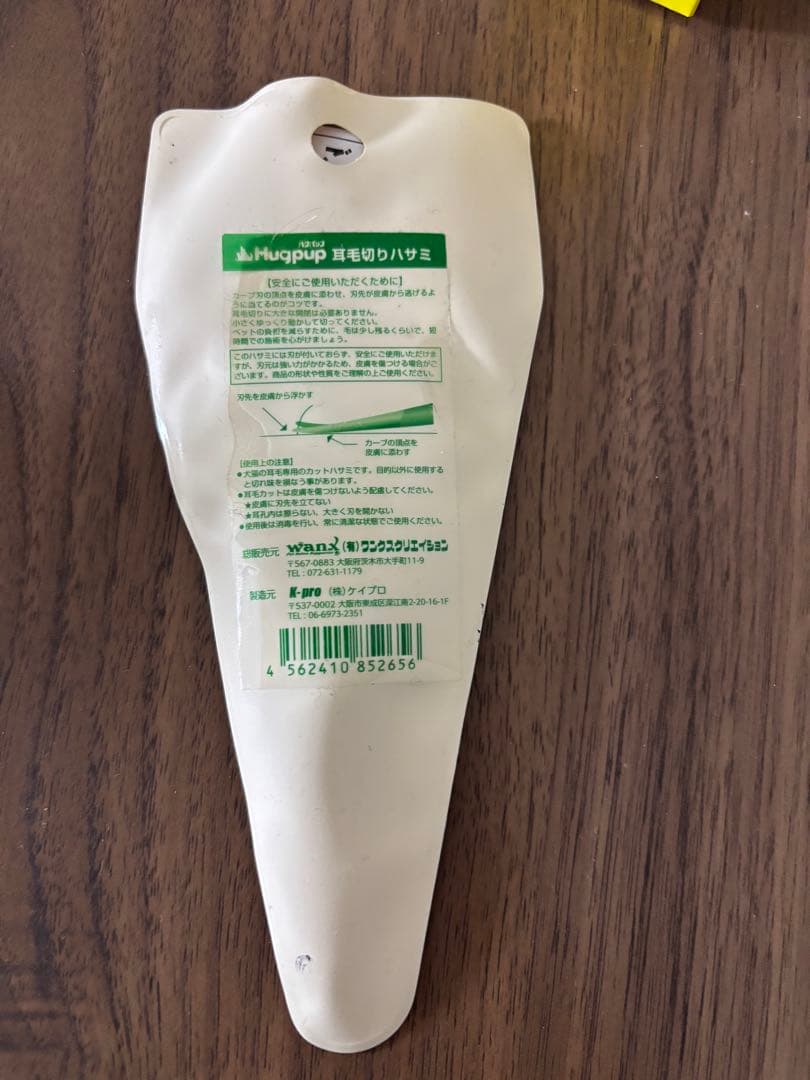 ハグパップ
Hugpup 耳毛切りハサミ
【安全にご使用いただくために】
カーブ刃の頂点を皮膚に添わせ、刃先が皮膚から逃げるよ
うに当てるのがコツです。
耳毛切りに大きな開閉は必要ありません。
小さくゆっくり動かして切ってください。
ペットの負担を減らすために、毛は少し残るくらいで、短
時間での施術を心がけましょう。
このハサミには刃が付いておらず、安全にご使用いただけま
すが、刃元は強い力がかかるため、皮膚を傷つける場合がご
ざいます。商品の形状や性質をご理解の上ご使用ください。
刃先を皮膚から浮かす
カーブの頂点を
皮膚に添わす
[使用上の注意]
●犬猫の耳毛専用のカットハサミです。目的以外に使用する
と切れ味を損なう事があります。
●耳毛カットは皮膚を傷つけないよう配慮してください。
★皮膚に刃先を立てない
★耳孔内は擦らない、大きく刃を開かない
●使用後は消毒を行い、常に清潔な状態でご使用ください。
総販売元 wanx (有)ワンクスクリエイション
〒567-0883 大阪府茨木市大手町11-9
TEL : 072-631-1179
製造元 K-pro (株)ケイプロ
〒537-0002 大阪市東成区深江南2-20-16-1F
TEL : 06-6973-2351
4 562410 852656